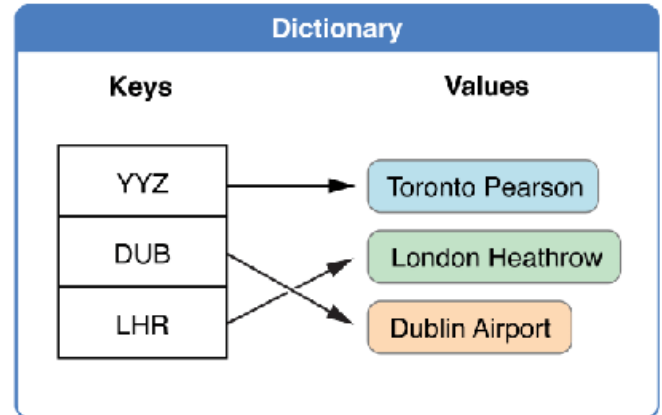 Dictionary
Keys Values
YYZ Toronto Pearson
DUB London Heathrow
LHR Dublin Airport